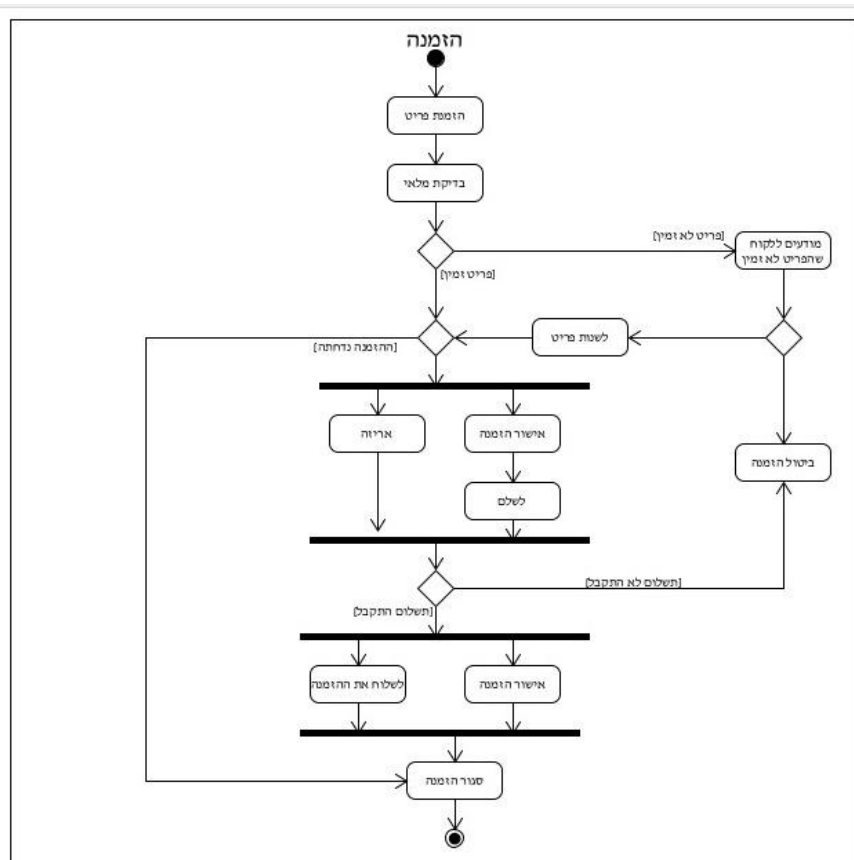 הזמנה
הזמנת פריט
בדיקת מלאי
[פריט לא זמין]
מודעים ללקוח
שהפריט לא זמין
[פריט זמין]
לשנות פריט
[ההזמנה נדחתה]
אריזה
אישור הזמנה
ביטול הזמנה
לשלם
[תשלום לא התקבל]
[תשלום התקבל]
לשלוח את ההזמנה
אישור הזמנה
סגור הזמנה